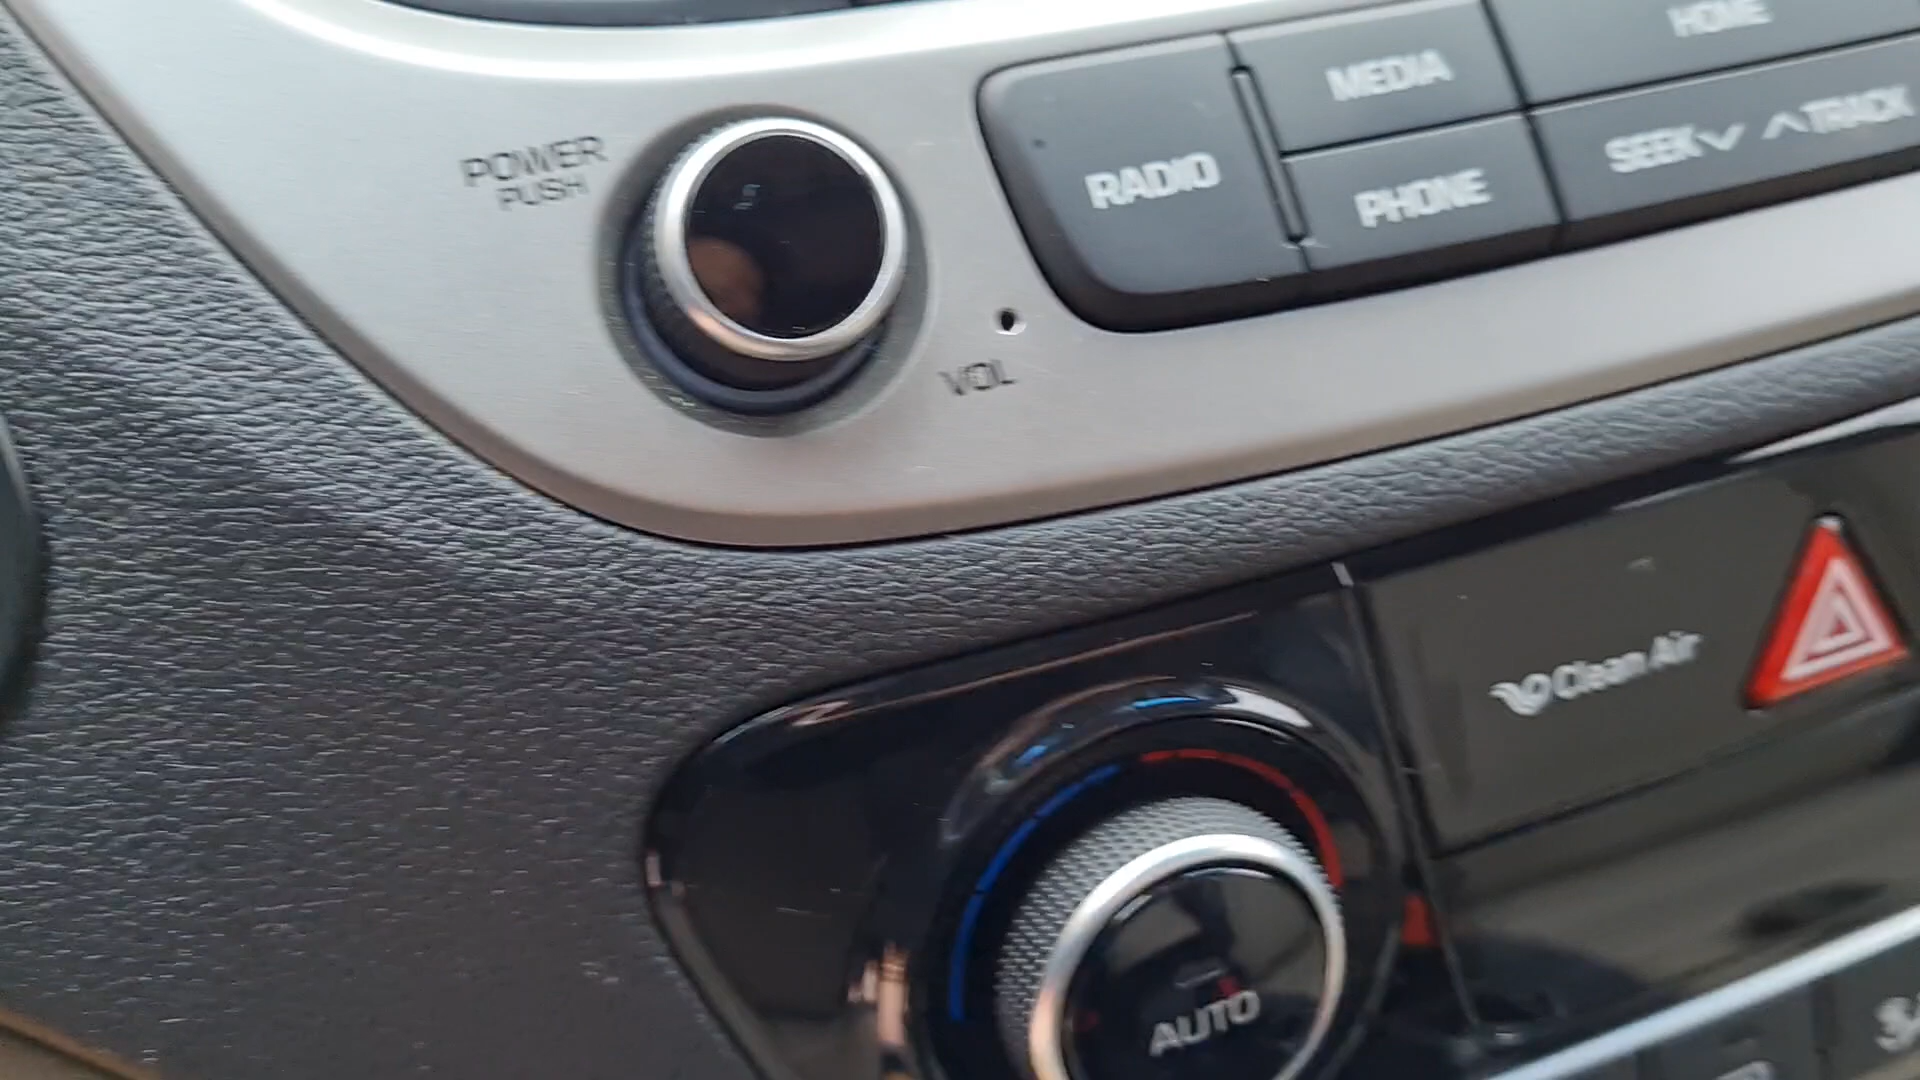 POWER
PUSH
VOL
RADIO
MEDIA
PHONE
HOME
SEEK ∨ ∧ TRACK
Clean Air
AUTO